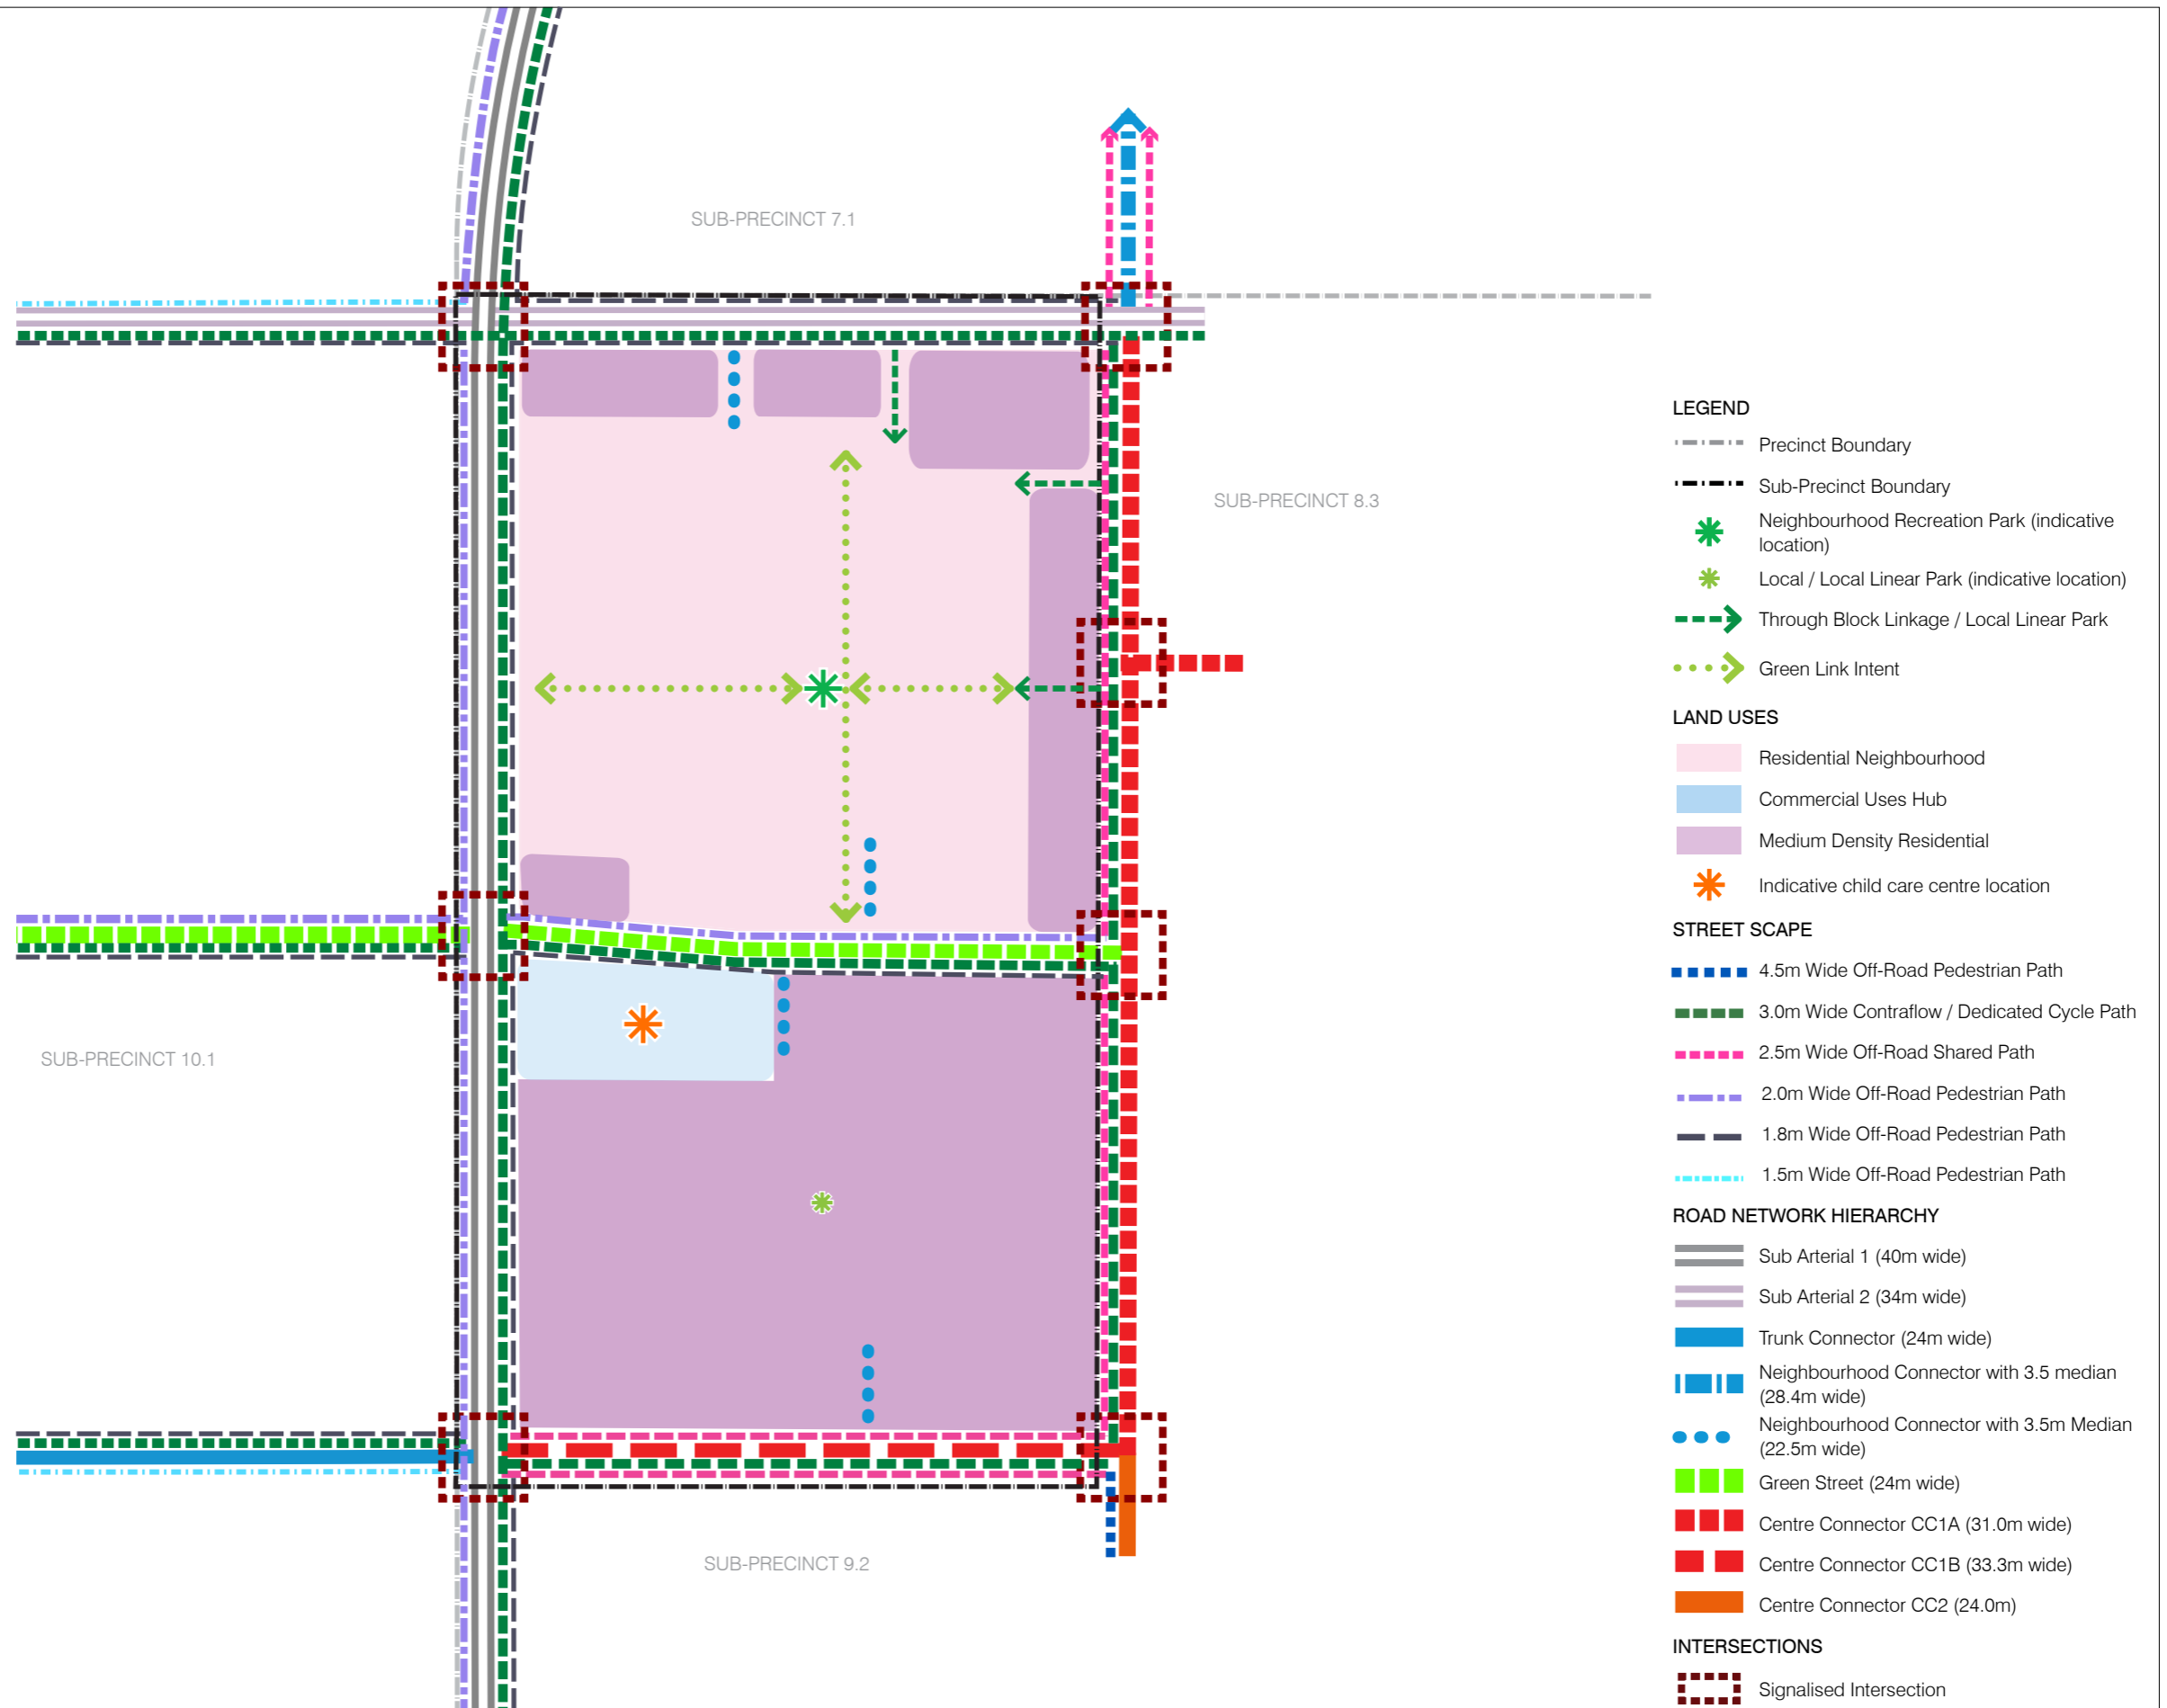 SUB-PRECINCT 7.1
SUB-PRECINCT 8.3
SUB-PRECINCT 10.1
SUB-PRECINCT 9.2
LEGEND
Precinct Boundary
Sub-Precinct Boundary
Neighbourhood Recreation Park (indicative
location)
Local / Local Linear Park (indicative location)
Through Block Linkage / Local Linear Park
Green Link Intent
LAND USES
Residential Neighbourhood
Commercial Uses Hub
Medium Density Residential
Indicative child care centre location
STREET SCAPE
4.5m Wide Off-Road Pedestrian Path
3.0m Wide Contraflow / Dedicated Cycle Path
2.5m Wide Off-Road Shared Path
2.0m Wide Off-Road Pedestrian Path
1.8m Wide Off-Road Pedestrian Path
1.5m Wide Off-Road Pedestrian Path
ROAD NETWORK HIERARCHY
Sub Arterial 1 (40m wide)
Sub Arterial 2 (34m wide)
Trunk Connector (24m wide)
Neighbourhood Connector with 3.5 median
(28.4m wide)
Neighbourhood Connector with 3.5m Median
(22.5m wide)
Green Street (24m wide)
Centre Connector CC1A (31.0m wide)
Centre Connector CC1B (33.3m wide)
Centre Connector CC2 (24.0m)
INTERSECTIONS
Signalised Intersection